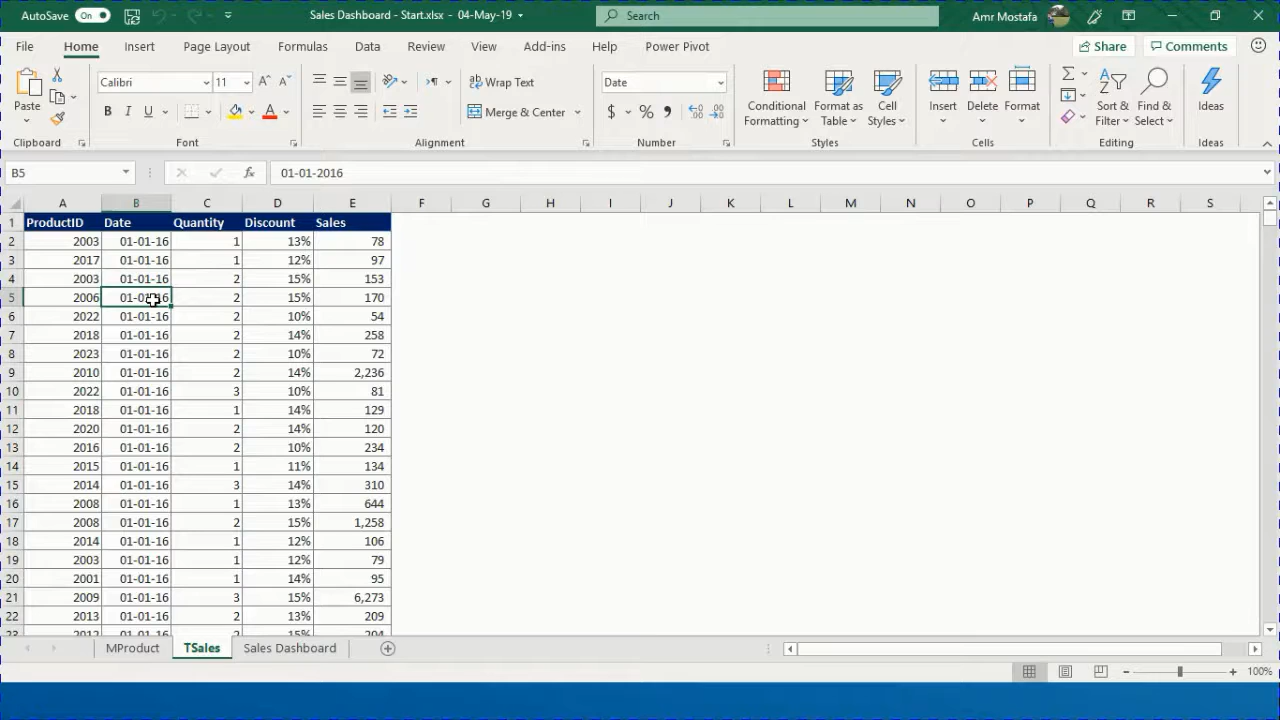 AutoSave On Sales Dashboard - Start.xlsx - 04-May-19 Search Amr Mostafa
File Home Insert Page Layout Formulas Data Review View Add-ins Help Power Pivot Share Comments
Calibri 11 Wrap Text Date
Paste B I U Merge & Center $ % Conditional Formatting Format as Table Cell Styles Insert Delete Format Sort & Filter Find & Select Ideas
Clipboard Font Alignment Number Styles Cells Editing Ideas
B5 fx 01-01-2016
A B C D E F G H I J K L M N O P Q R S
1 ProductID Date Quantity Discount Sales
2 2003 01-01-16 1 13% 78
3 2017 01-01-16 1 12% 97
4 2003 01-01-16 2 15% 153
5 2006 01-01-16 2 15% 170
6 2022 01-01-16 2 10% 54
7 2018 01-01-16 2 14% 258
8 2023 01-01-16 2 10% 72
9 2010 01-01-16 2 14% 2,236
10 2022 01-01-16 3 10% 81
11 2018 01-01-16 1 14% 129
12 2020 01-01-16 2 14% 120
13 2016 01-01-16 2 10% 234
14 2015 01-01-16 1 11% 134
15 2014 01-01-16 3 14% 310
16 2008 01-01-16 1 13% 644
17 2008 01-01-16 2 15% 1,258
18 2014 01-01-16 1 12% 106
19 2003 01-01-16 1 12% 79
20 2001 01-01-16 1 14% 95
21 2009 01-01-16 3 15% 6,273
22 2013 01-01-16 2 13% 209
23 2012 01-01-16 2 15% 204
MProduct TSales Sales Dashboard
100%